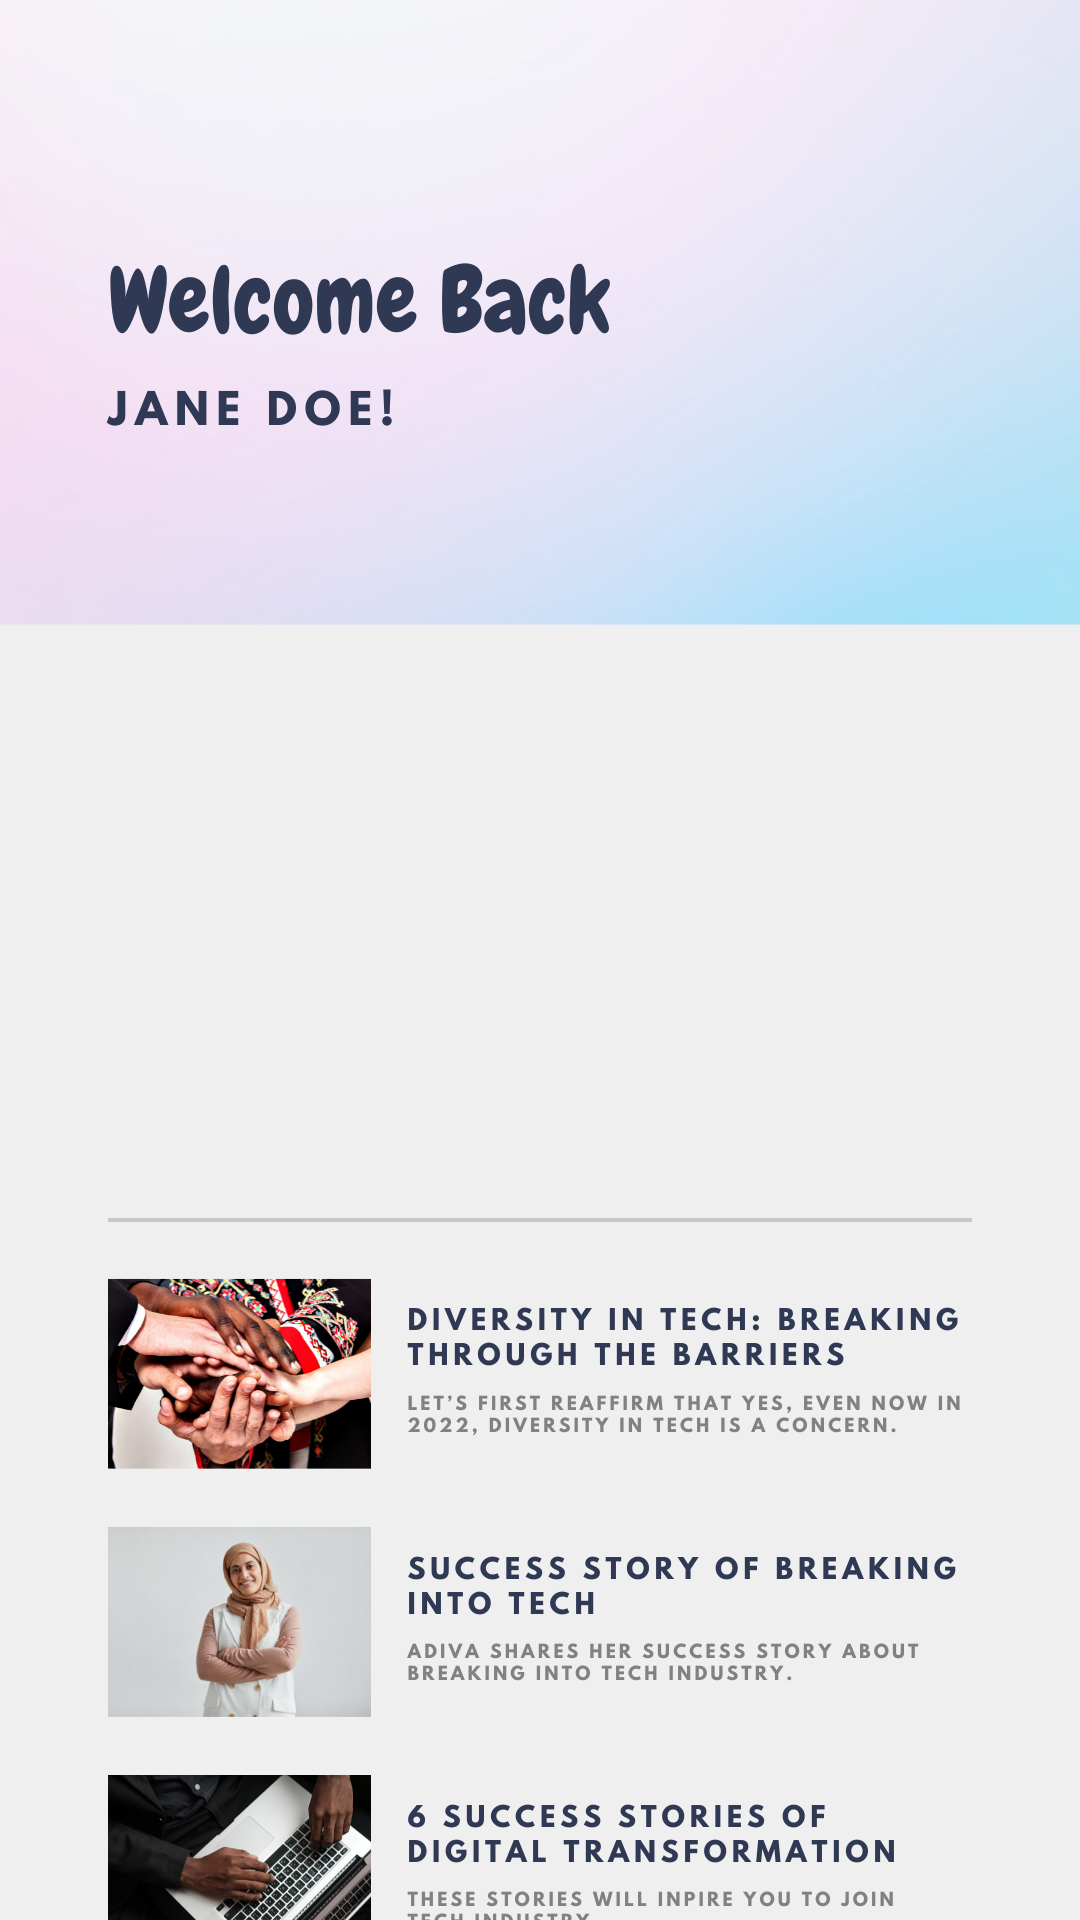 Welcome Back
JANE DOE!
DIVERSITY IN TECH: BREAKING
THROUGH THE BARRIERS
LET'S FIRST REAFFIRM THAT YES, EVEN NOW IN
2022, DIVERSITY IN TECH IS A CONCERN.
SUCCESS STORY OF BREAKING
INTO TECH
ADIVA SHARES HER SUCCESS STORY ABOUT
BREAKING INTO TECH INDUSTRY.
6 SUCCESS STORIES OF
DIGITAL TRANSFORMATION
THESE STORIES WILL INPIRE YOU TO JOIN
TECH INDUSTRY